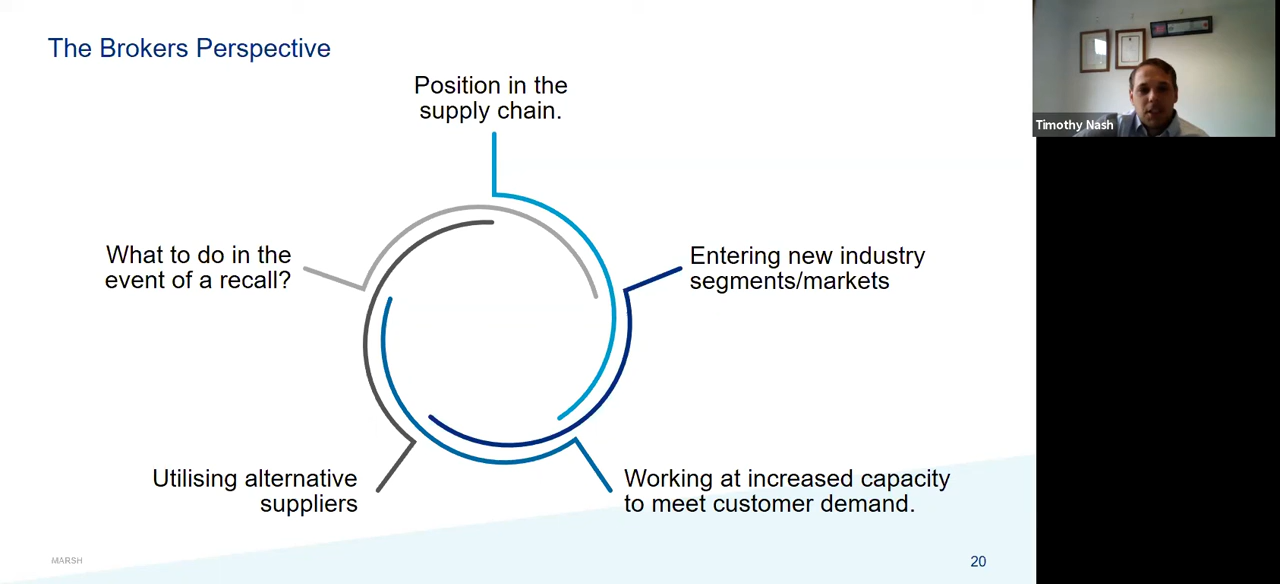 The Brokers Perspective
Position in the
supply chain.
Timothy Nash
What to do in the
event of a recall?
Entering new industry
segments/markets
Utilising alternative
suppliers
Working at increased capacity
to meet customer demand.
MARSH
20